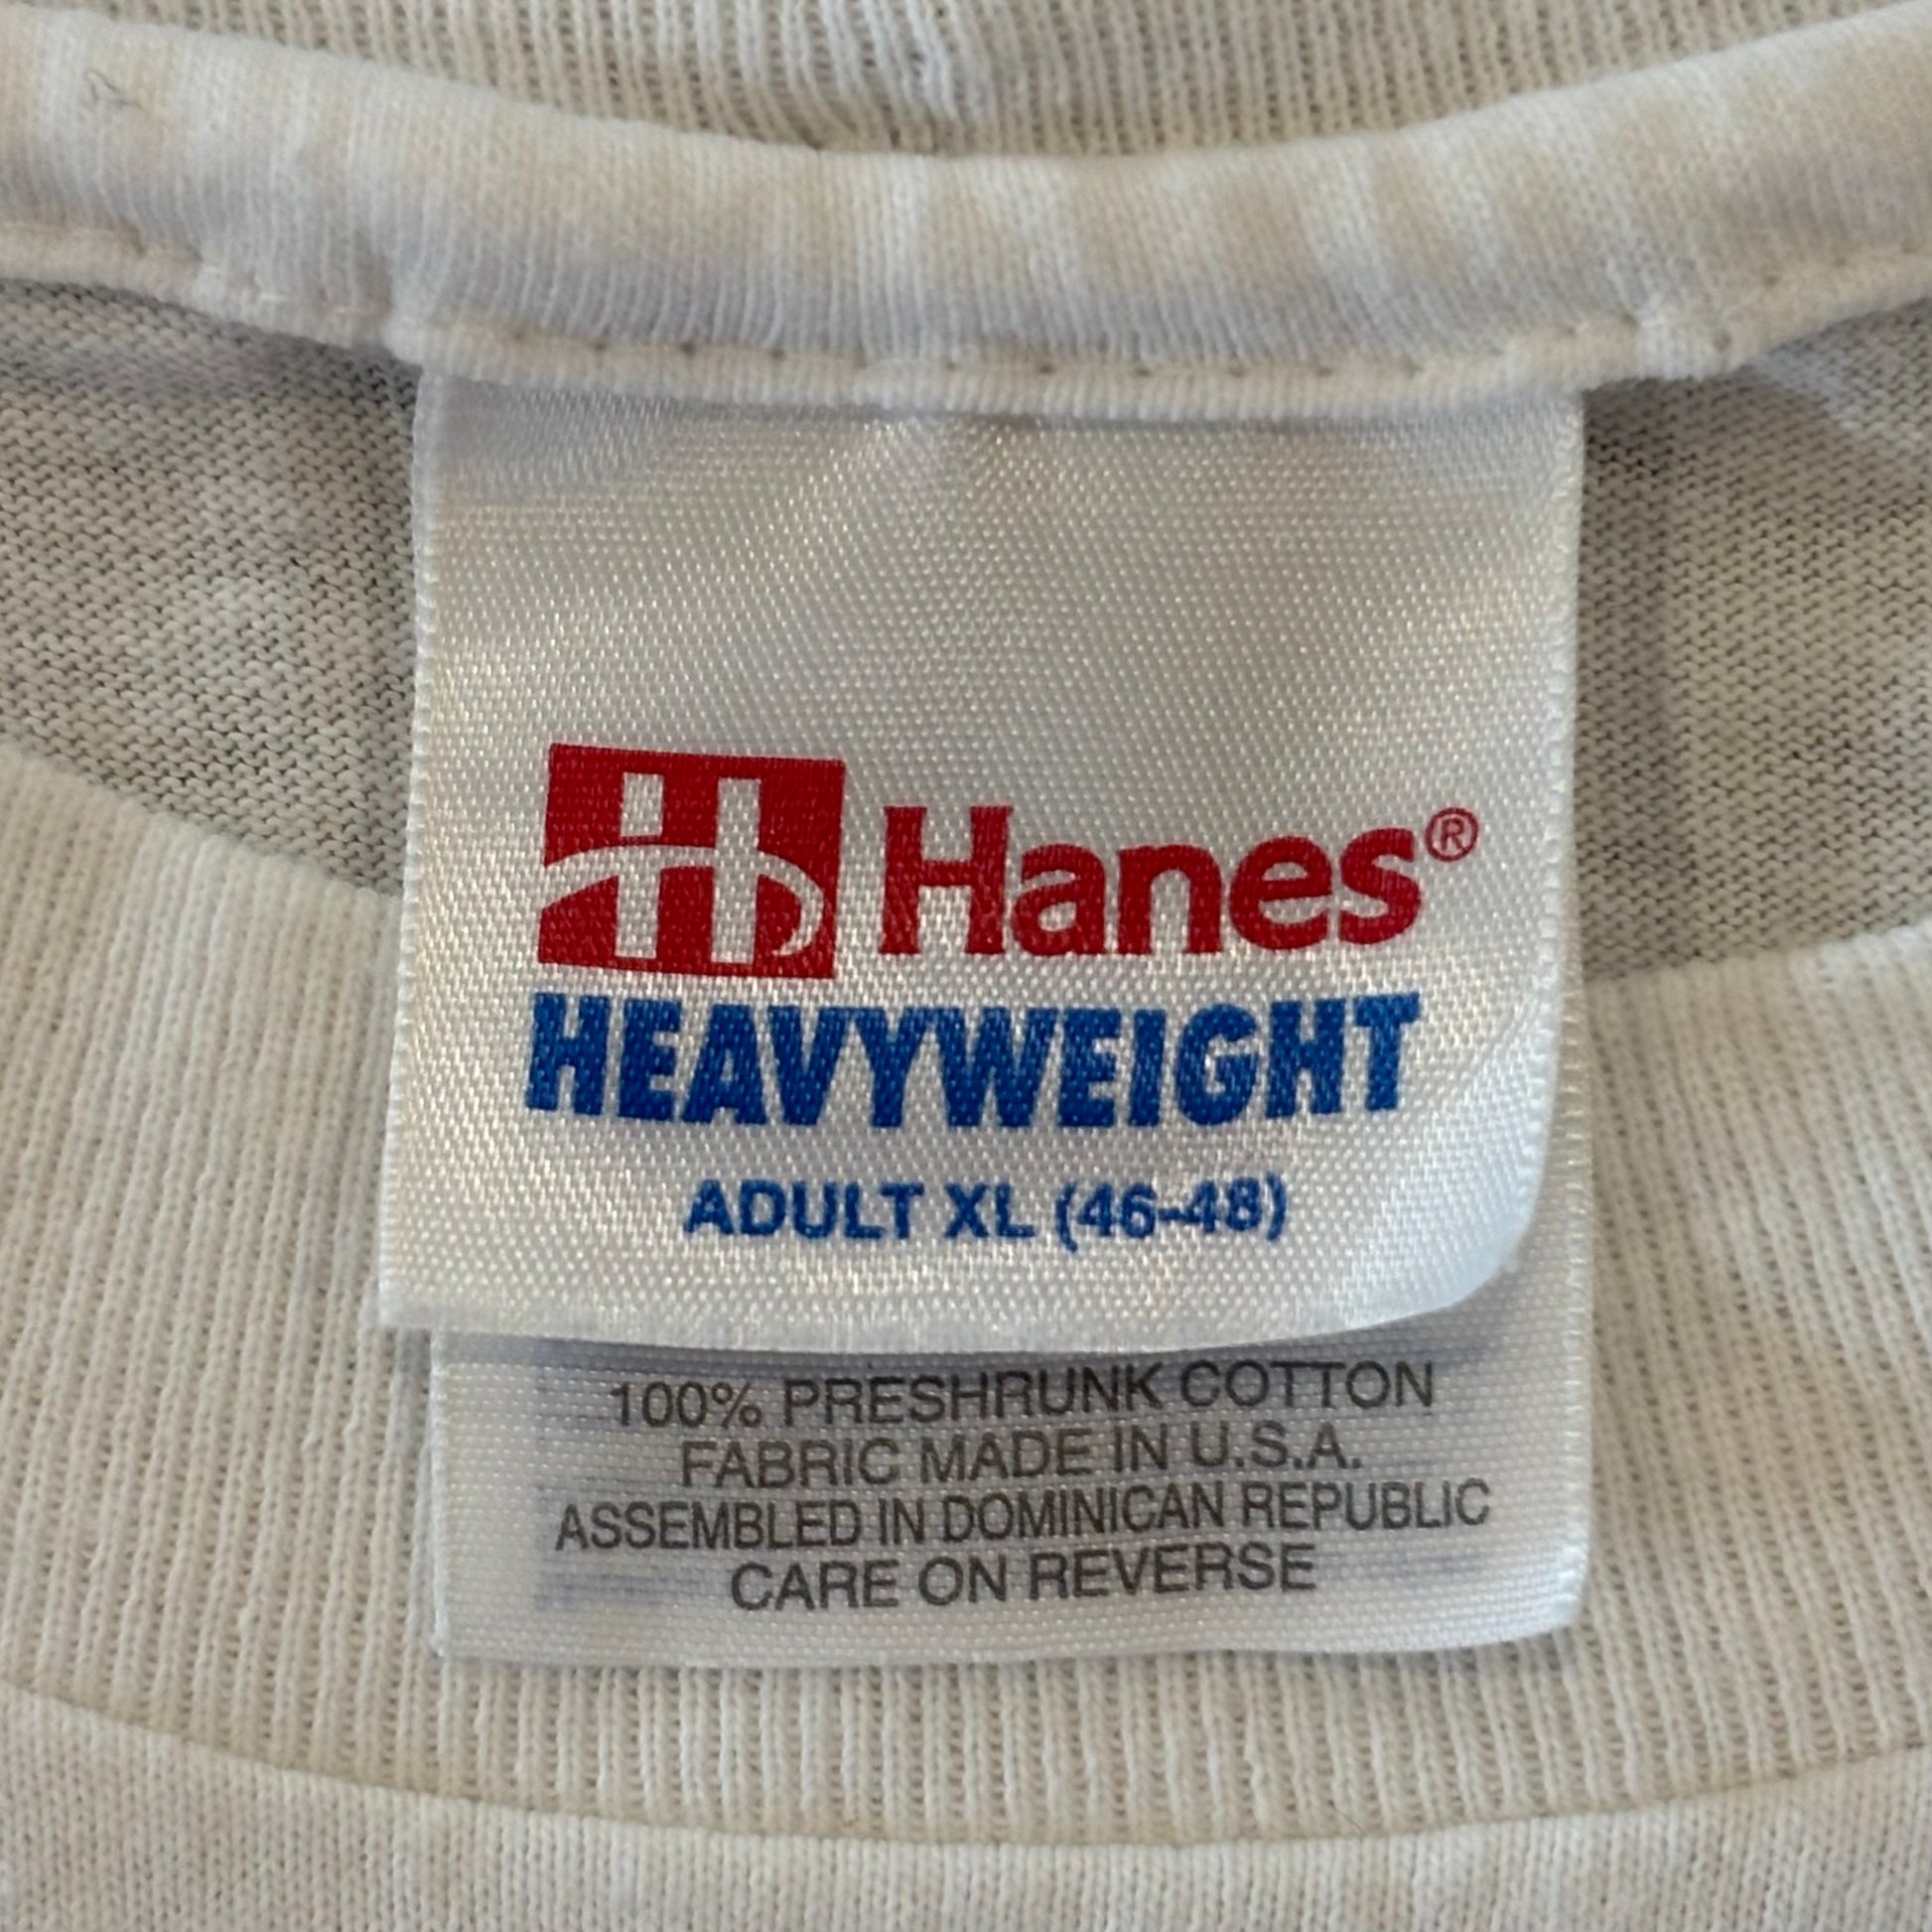 Hanes®
HEAVYWEIGHT
ADULT XL (46-48)
100% PRESHRUNK COTTON
FABRIC MADE IN U.S.A.
ASSEMBLED IN DOMINICAN REPUBLIC
CARE ON REVERSE